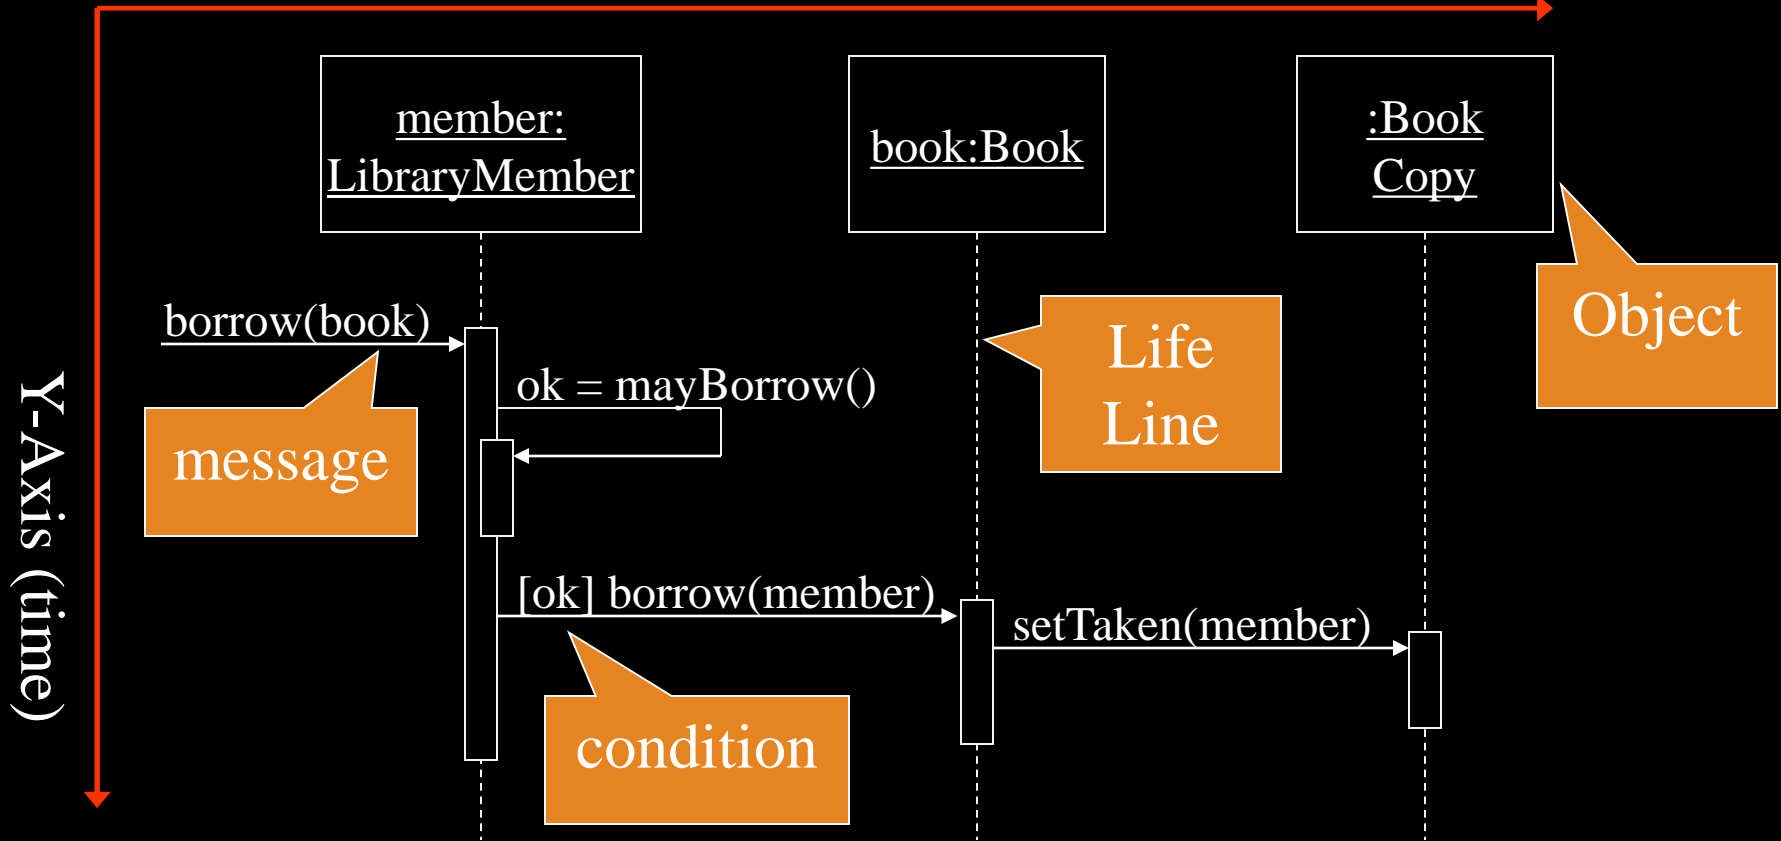 member:
LibraryMember
book:Book
:Book
Copy
Object
borrow(book)
Life
Line
ok = mayBorrow()
message
Y-Axis (time)
[ok] borrow(member)
setTaken(member)
condition